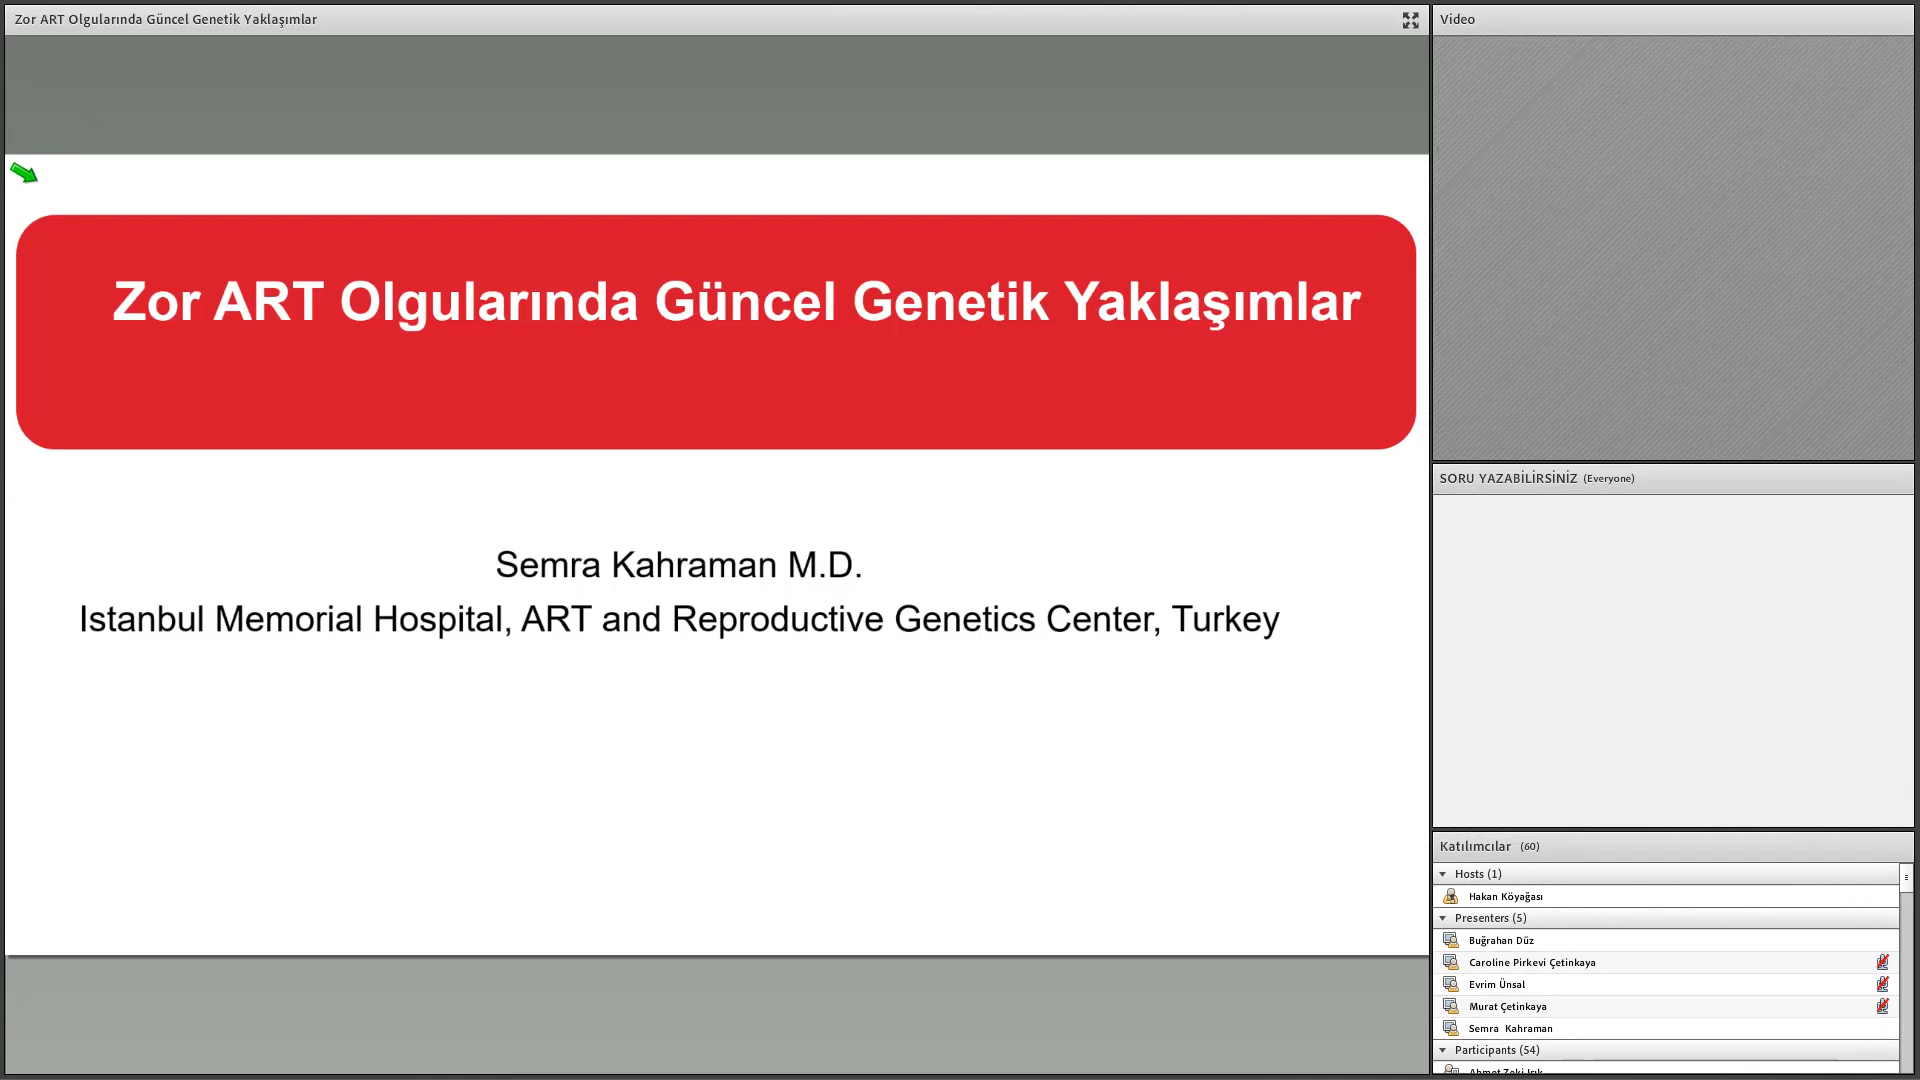 Zor ART Olgularında Güncel Genetik Yaklaşımlar
Zor ART Olgularında Güncel Genetik Yaklaşımlar
Semra Kahraman M.D.
Istanbul Memorial Hospital, ART and Reproductive Genetics Center, Turkey
Video
SORU YAZABİLİRSİNİZ (Everyone)
Katılımcılar (60)
Hosts (1)
Hakan Köyağası
Presenters (5)
Buğrahan Düz
Caroline Pirkevi Çetinkaya
Evrim Ünsal
Murat Çetinkaya
Semra Kahraman
Participants (54)